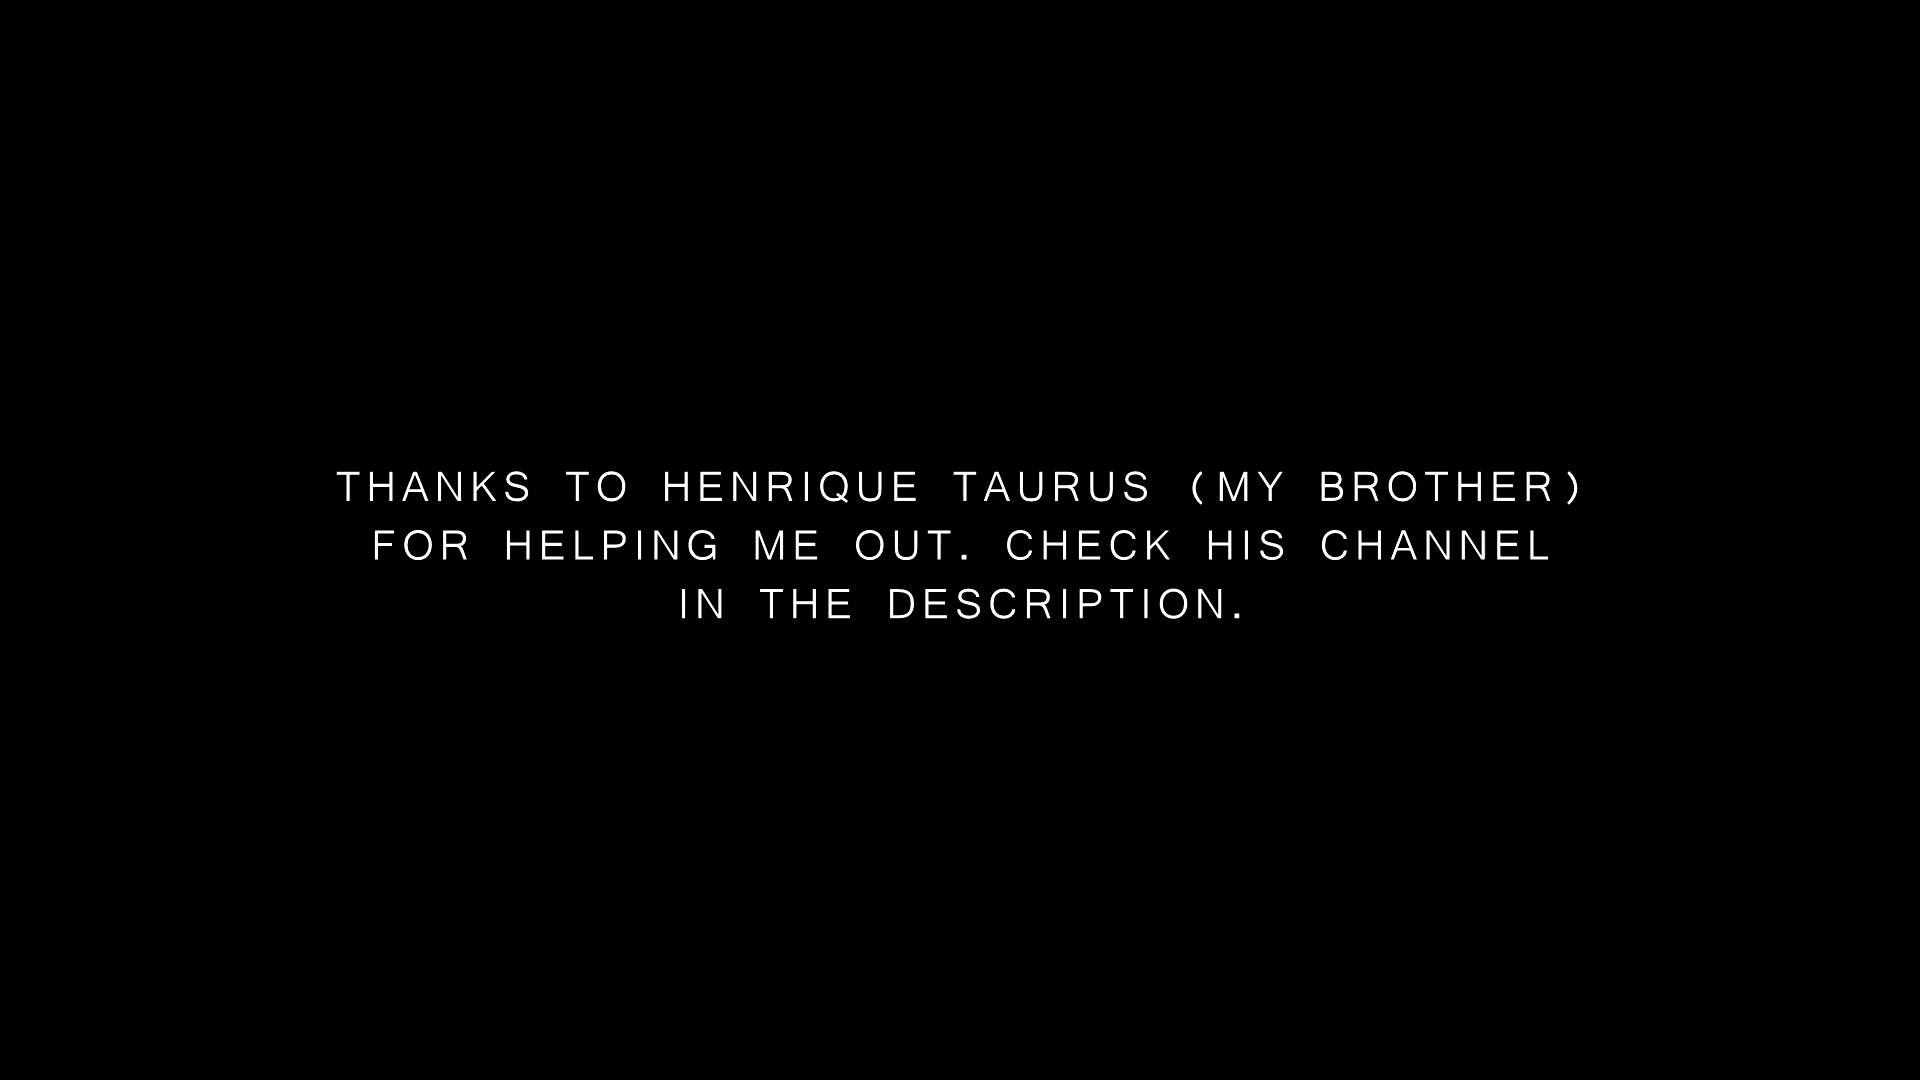 THANKS TO HENRIQUE TAURUS (MY BROTHER)
FOR HELPING ME OUT. CHECK HIS CHANNEL
IN THE DESCRIPTION.